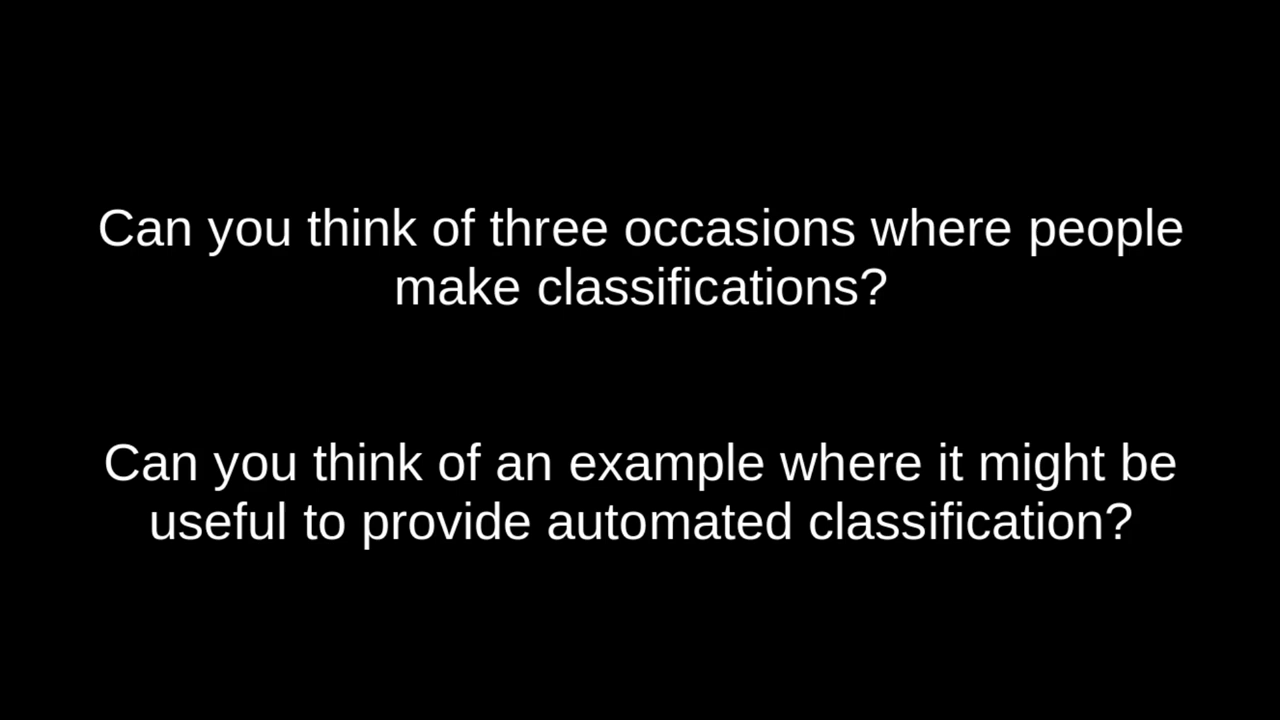 Can you think of three occasions where people
make classifications?
Can you think of an example where it might be
useful to provide automated classification?